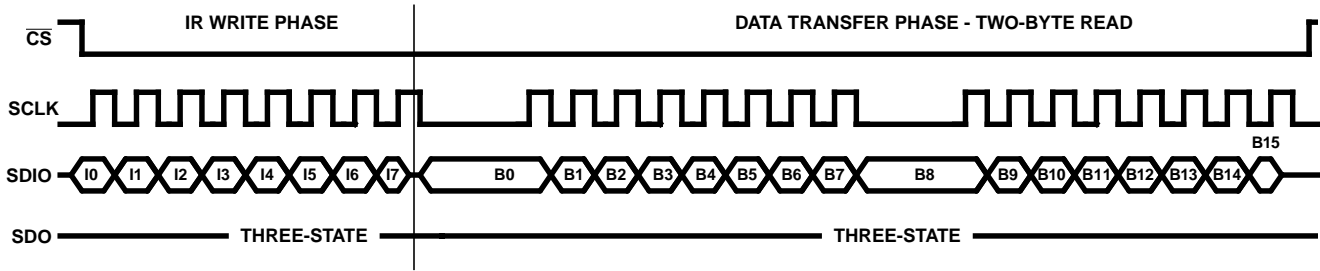 IR WRITE PHASE DATA TRANSFER PHASE - TWO-BYTE READ
CS
SCLK
B15
SDIO I0 I1 I2 I3 I4 I5 I6 I7 B0 B1 B2 B3 B4 B5 B6 B7 B8 B9 B10 B11 B12 B13 B14
SDO THREE-STATE THREE-STATE